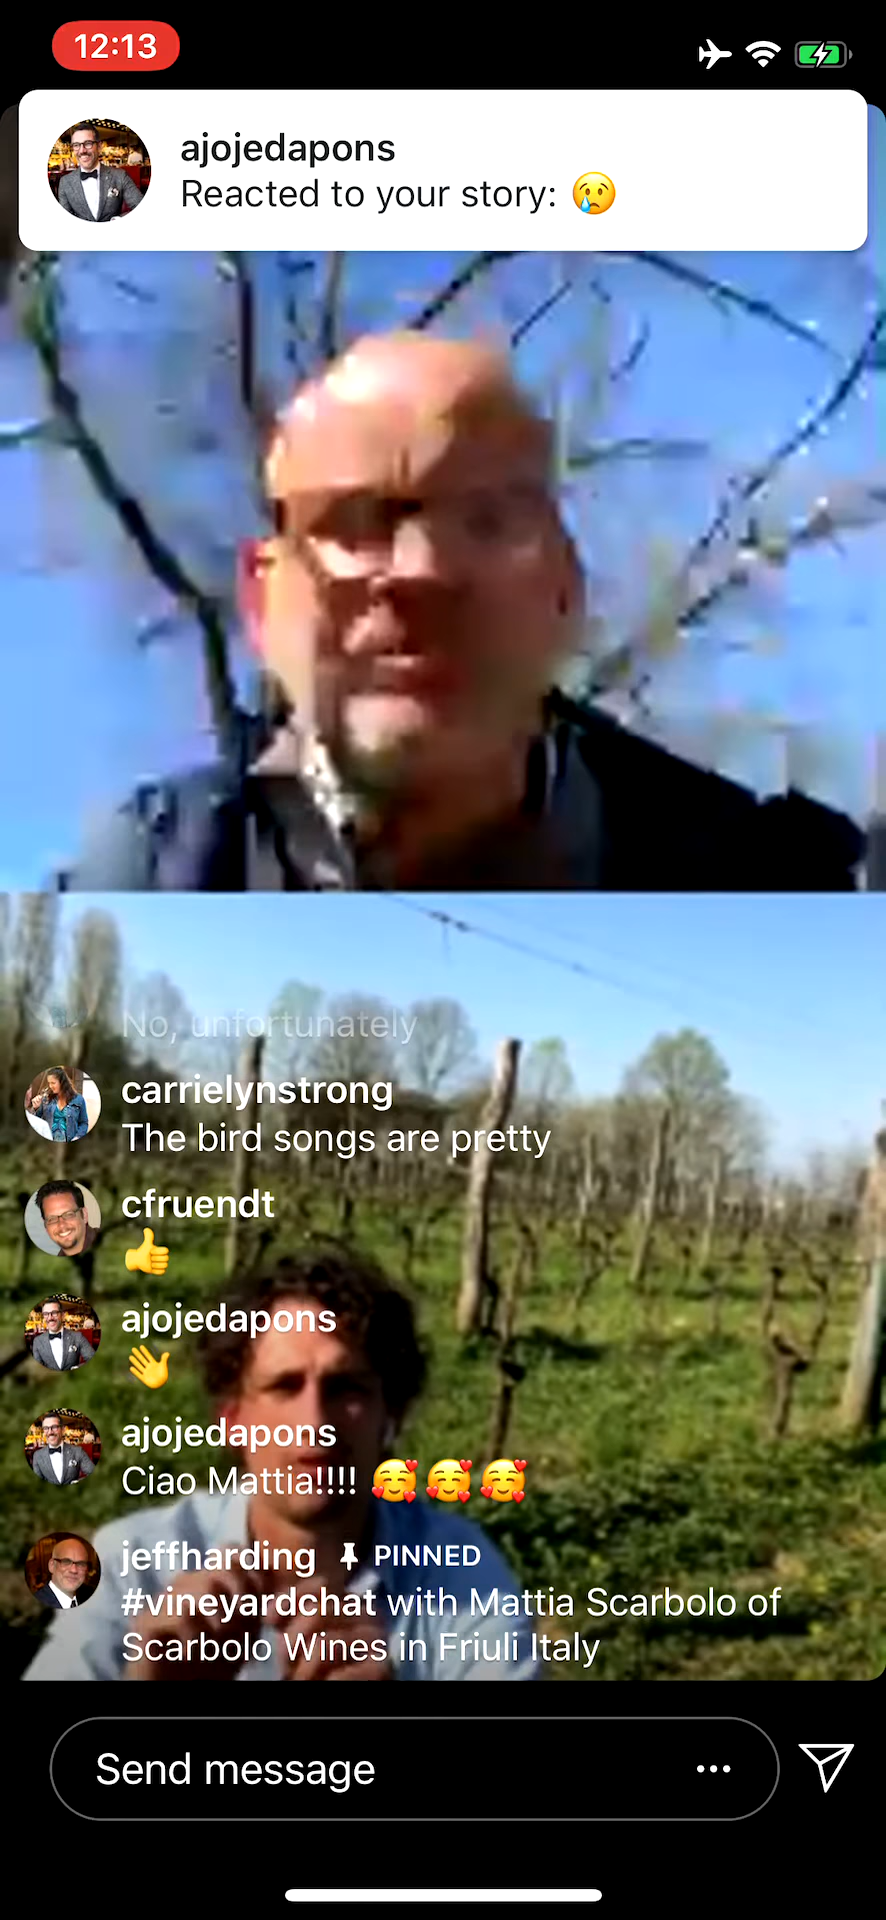 12:13
ajojedapons
Reacted to your story: 😢
No, unfortunately
carrielynstrong
The bird songs are pretty
cfruendt
👍
ajojedapons
👋
ajojedapons
Ciao Mattia!!!! 🥰🥰🥰
jeffharding PINNED
#vineyardchat with Mattia Scarbolo of
Scarbolo Wines in Friuli Italy
Send message